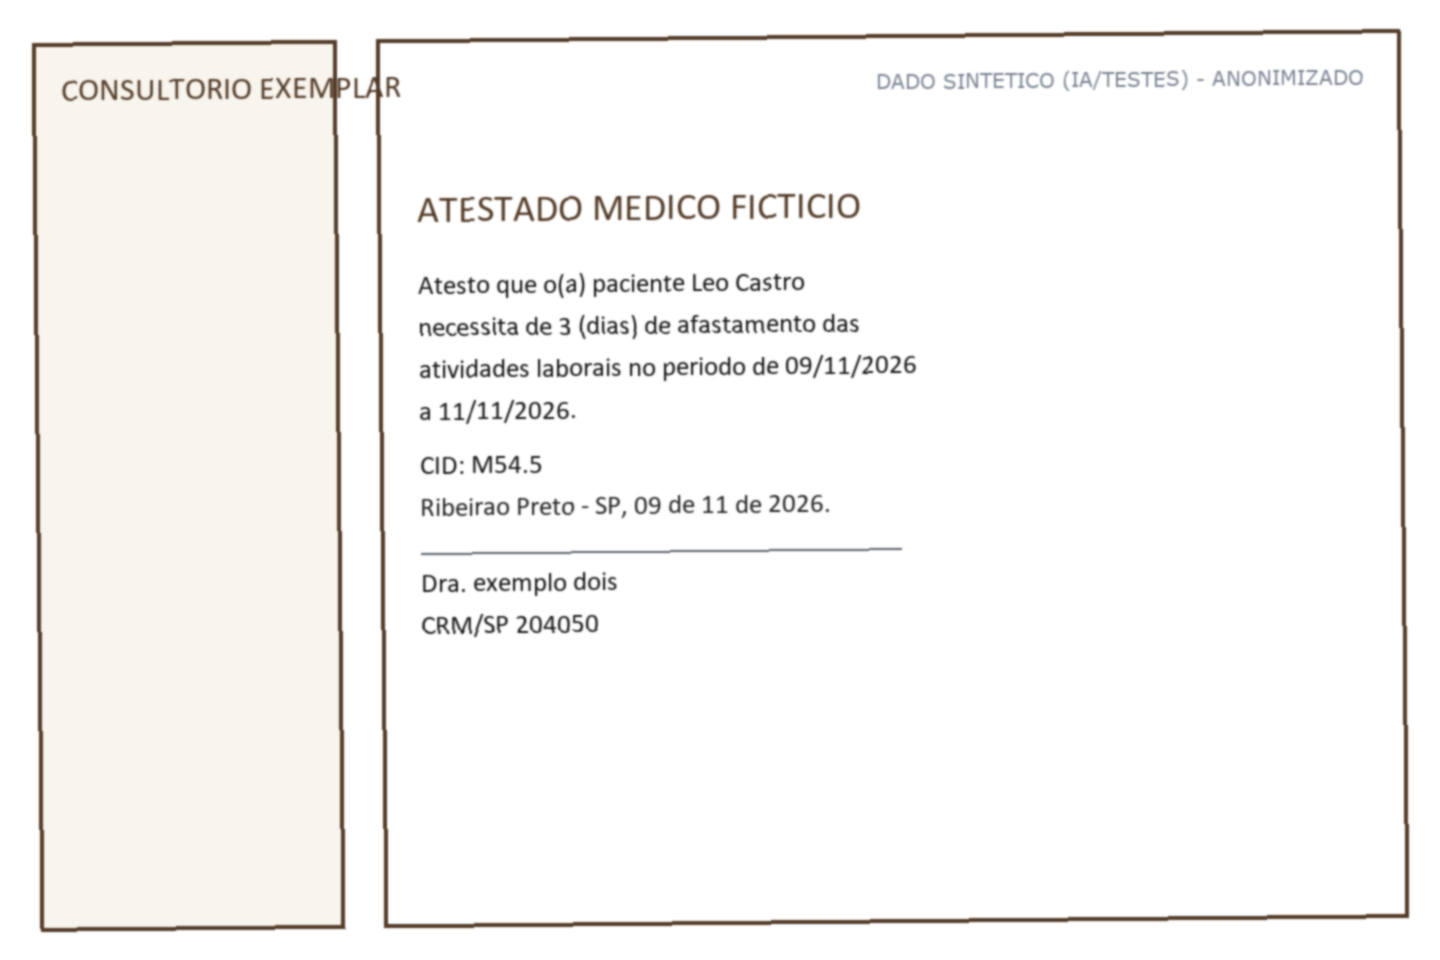 CONSULTORIO EXEMPLAR
DADO SINTETICO (IA/TESTES) - ANONIMIZADO
ATESTADO MEDICO FICTICIO
Atesto que o(a) paciente Leo Castro
necessita de 3 (dias) de afastamento das
atividades laborais no periodo de 09/11/2026
a 11/11/2026.
CID: M54.5
Ribeirao Preto - SP, 09 de 11 de 2026.
Dra. exemplo dois
CRM/SP 204050